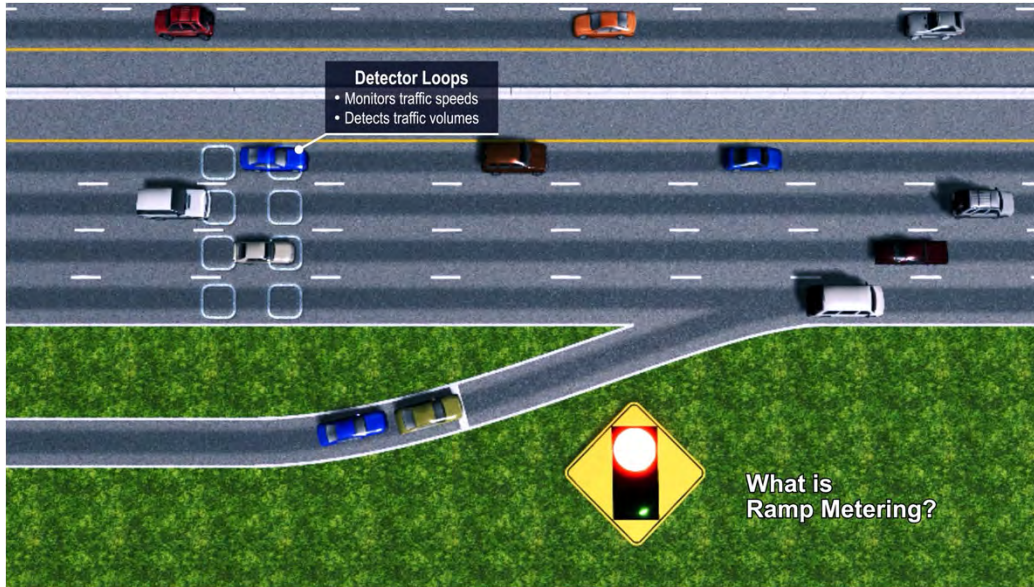 Detector Loops
• Monitors traffic speeds
• Detects traffic volumes
What is
Ramp Metering?